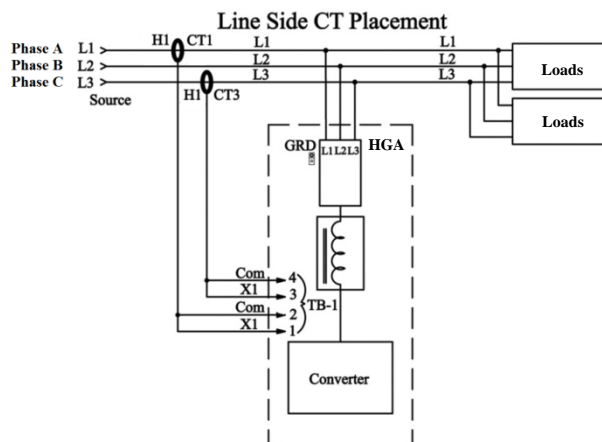 Line Side CT Placement
Phase A L1 H1 CT1 L1 L1
Phase B L2 L2 L2
Phase C L3 L3 L3
Source H1 CT3
Loads
Loads
GRD L1 L2 L3 HGA
Com 4
X1 3
TB-1
Com 2
X1 1
Converter